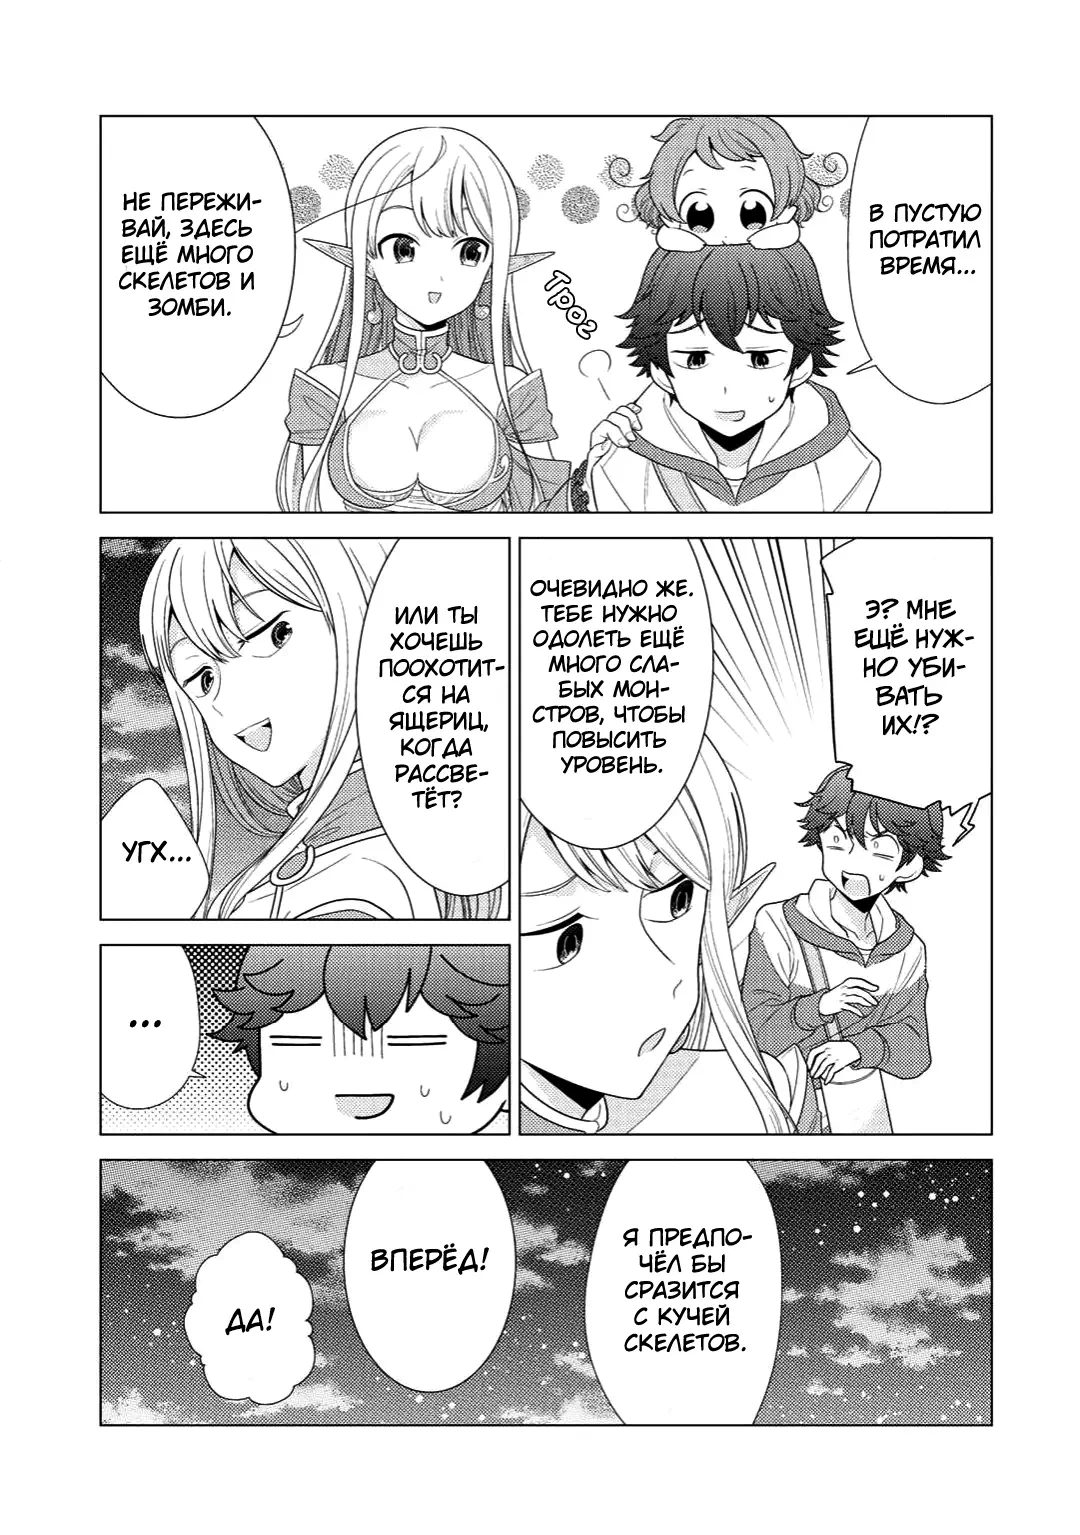 В ПУСТУЮ
ПОТРАТИЛ
ВРЕМЯ...
Трог
НЕ ПЕРЕЖИ-
ВАЙ, ЗДЕСЬ
ЕЩЁ МНОГО
СКЕЛЕТОВ И
ЗОМБИ.
Э? МНЕ
ЕЩЁ НУЖ-
НО УБИ-
ВАТЬ
ИХ!?
ОЧЕВИДНО ЖЕ.
ТЕБЕ НУЖНО
ОДОЛЕТЬ ЕЩЁ
МНОГО СЛА-
БЫХ МОН-
СТРОВ, ЧТОБЫ
ПОВЫСИТЬ
УРОВЕНЬ.
ИЛИ ТЫ
ХОЧЕШЬ
ПООХОТИТ-
СЯ НА
ЯЩЕРИЦ,
КОГДА
РАССВЕ-
ТЁТ?
УГХ...
...
Я ПРЕДПО-
ЧЁЛ БЫ
СРАЗИТСЯ
С КУЧЕЙ
СКЕЛЕТОВ.
ВПЕРЁД!
ДА!